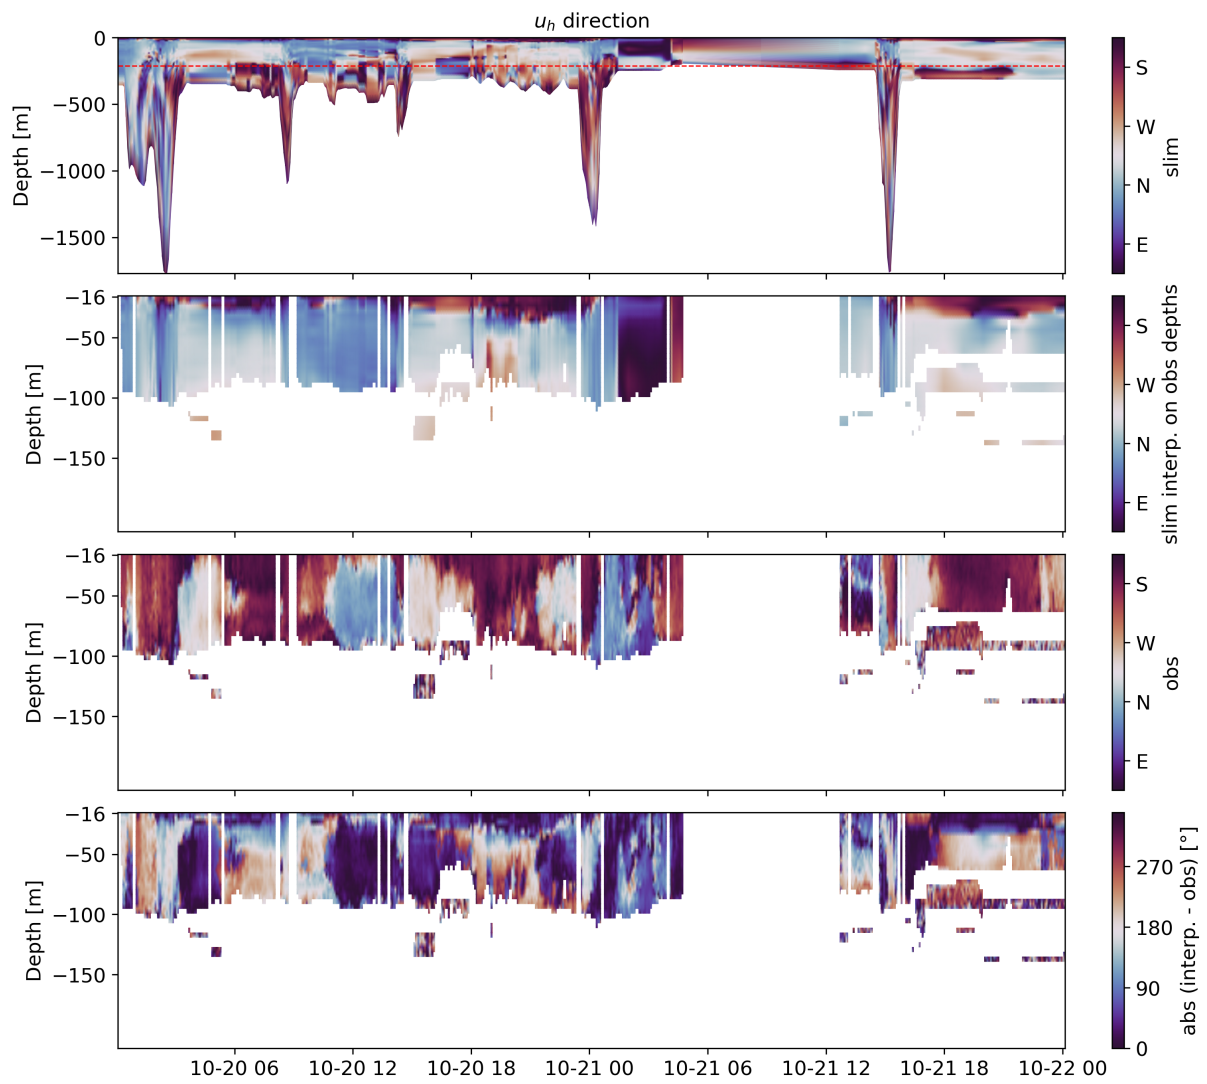 u_h direction
0
−500
−1000
−1500
Depth [m]
S
W
N
E
slim
−16
−50
−100
−150
Depth [m]
S
W
N
E
slim interp. on obs depths
−16
−50
−100
−150
Depth [m]
S
W
N
E
obs
−16
−50
−100
−150
Depth [m]
270
180
90
0
abs (interp. - obs) [°]
10-20 06
10-20 12
10-20 18
10-21 00
10-21 06
10-21 12
10-21 18
10-22 00